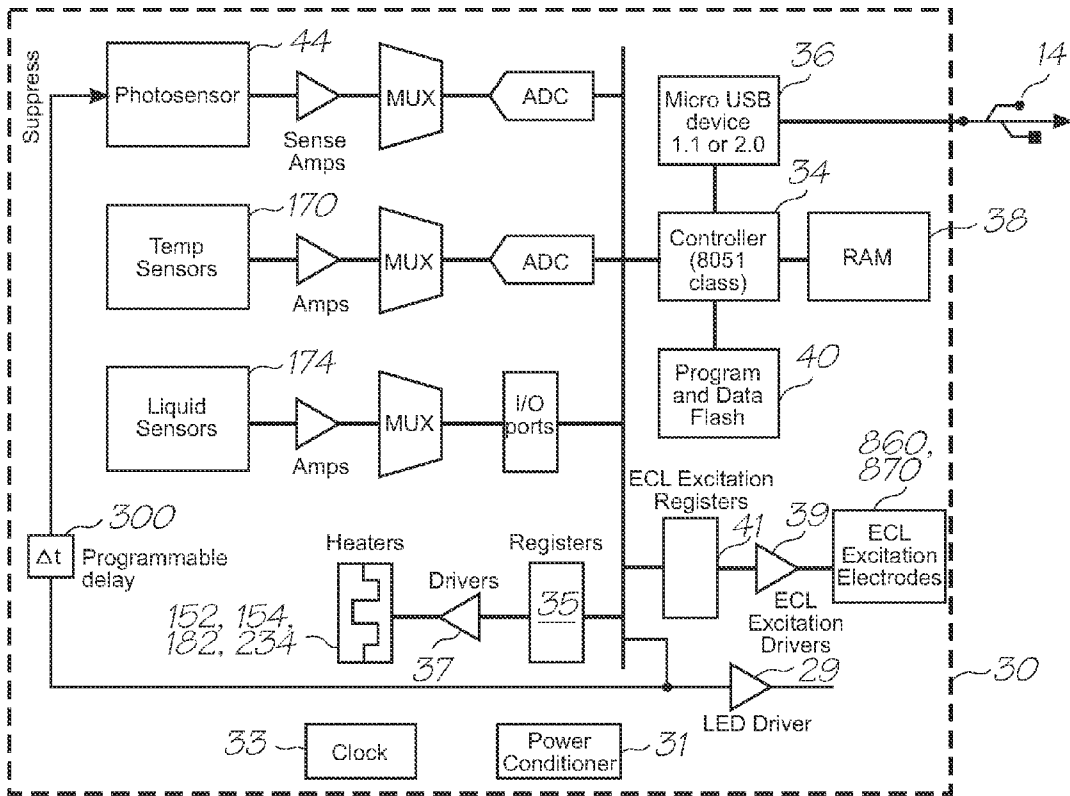 Suppress
44
Photosensor
Sense
Amps
MUX
ADC
36
Micro USB
device
1.1 or 2.0
14
170
Temp
Sensors
Amps
MUX
ADC
34
Controller
(8051
class)
RAM
38
174
Liquid
Sensors
Amps
MUX
I/O
ports
Program
and Data
Flash
40
860,
870
ECL Excitation
Registers
41
39
ECL
Excitation
Electrodes
ECL
Excitation
Drivers
300
Δt
Programmable
delay
Heaters
152, 154,
182, 234
Drivers
37
Registers
35
29
LED Driver
30
33
Clock
Power
Conditioner
31